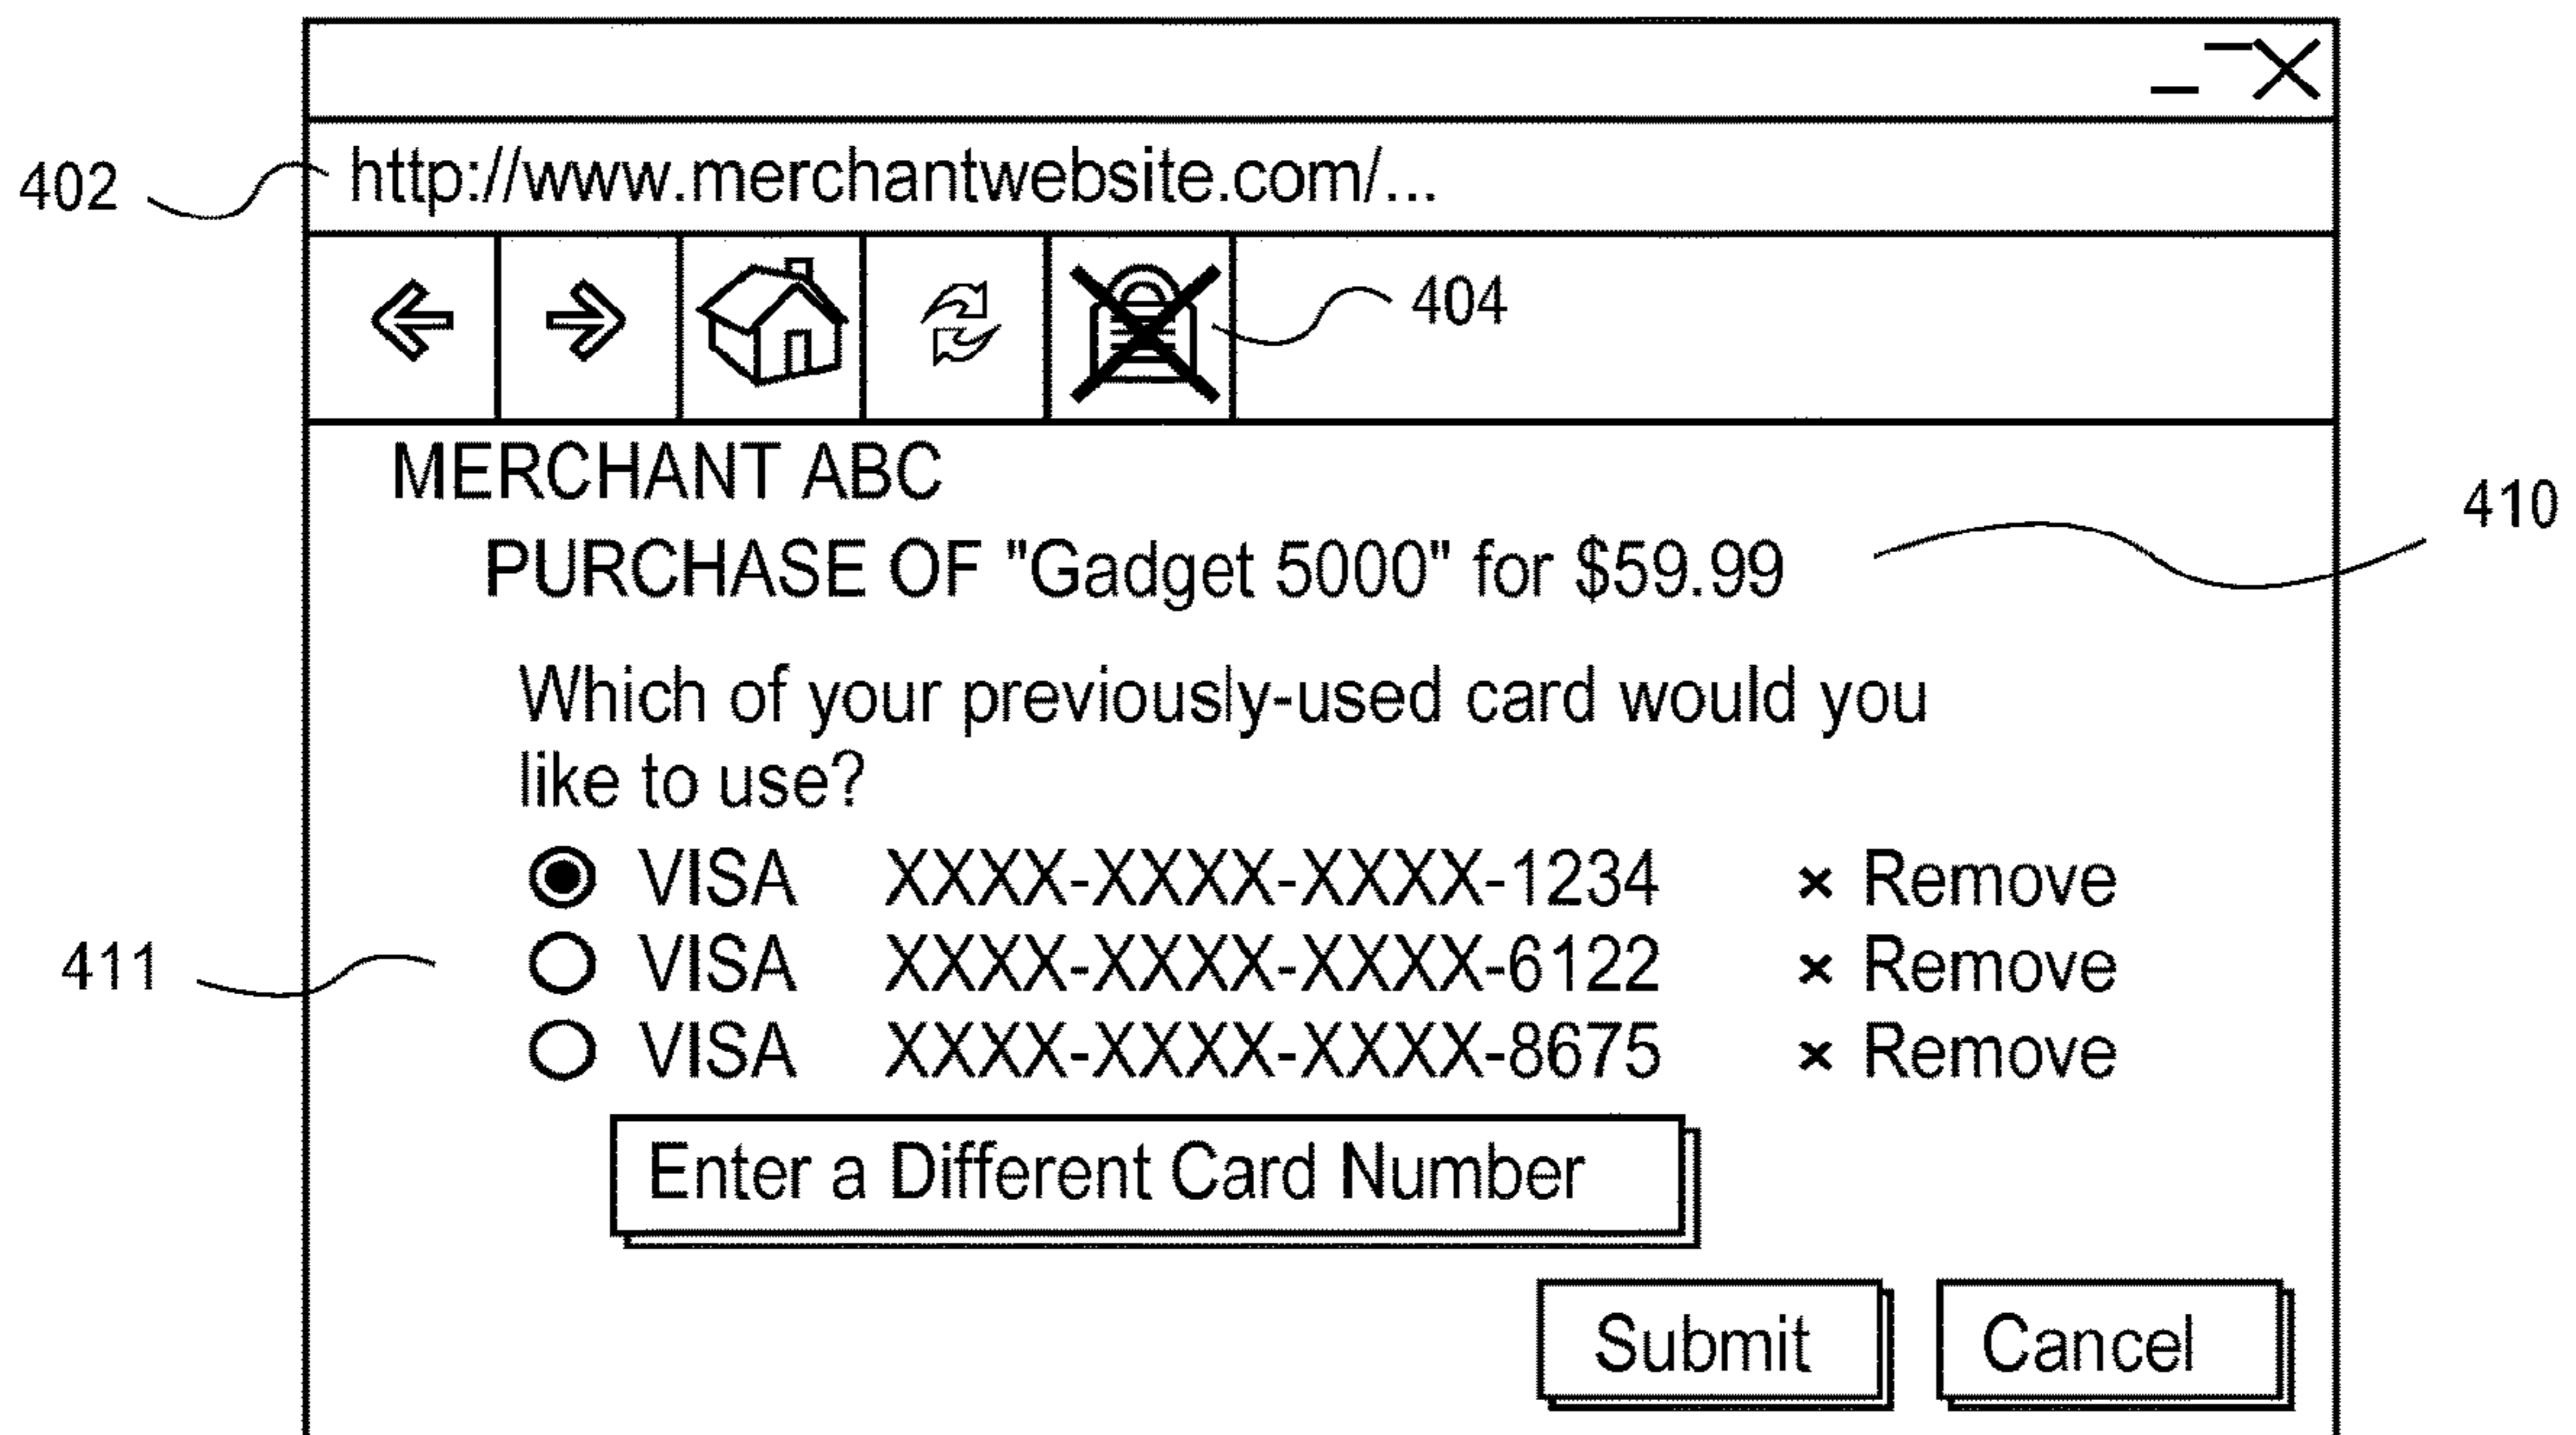 402 http://www.merchantwebsite.com/...
404
MERCHANT ABC
410
PURCHASE OF "Gadget 5000" for $59.99
Which of your previously-used card would you
like to use?
VISA XXXX-XXXX-XXXX-1234 × Remove
411 VISA XXXX-XXXX-XXXX-6122 × Remove
VISA XXXX-XXXX-XXXX-8675 × Remove
Enter a Different Card Number
Submit Cancel